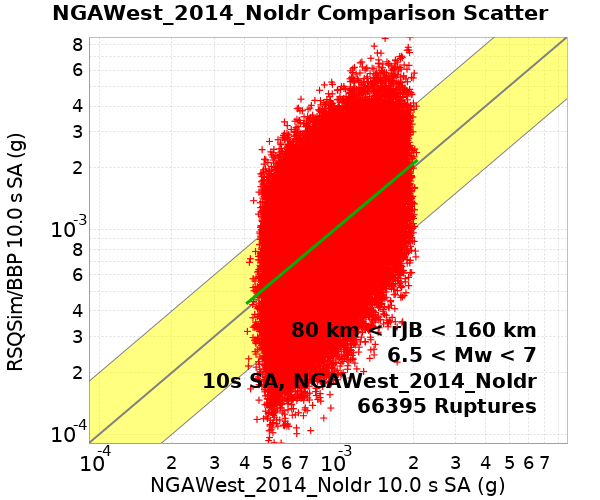 NGAWest_2014_NoIdr Comparison Scatter
8
6
4
3
2
10-3
8
6
4
3
2
10-4
RSQSim/BBP 10.0 s SA (g)
80 km < rJB < 160 km
6.5 < Mw < 7
10s SA, NGAWest_2014_NoIdr
66395 Ruptures
10-4 2 3 4 5 6 7 10-3 2 3 4 5 6 7
NGAWest_2014_NoIdr 10.0 s SA (g)